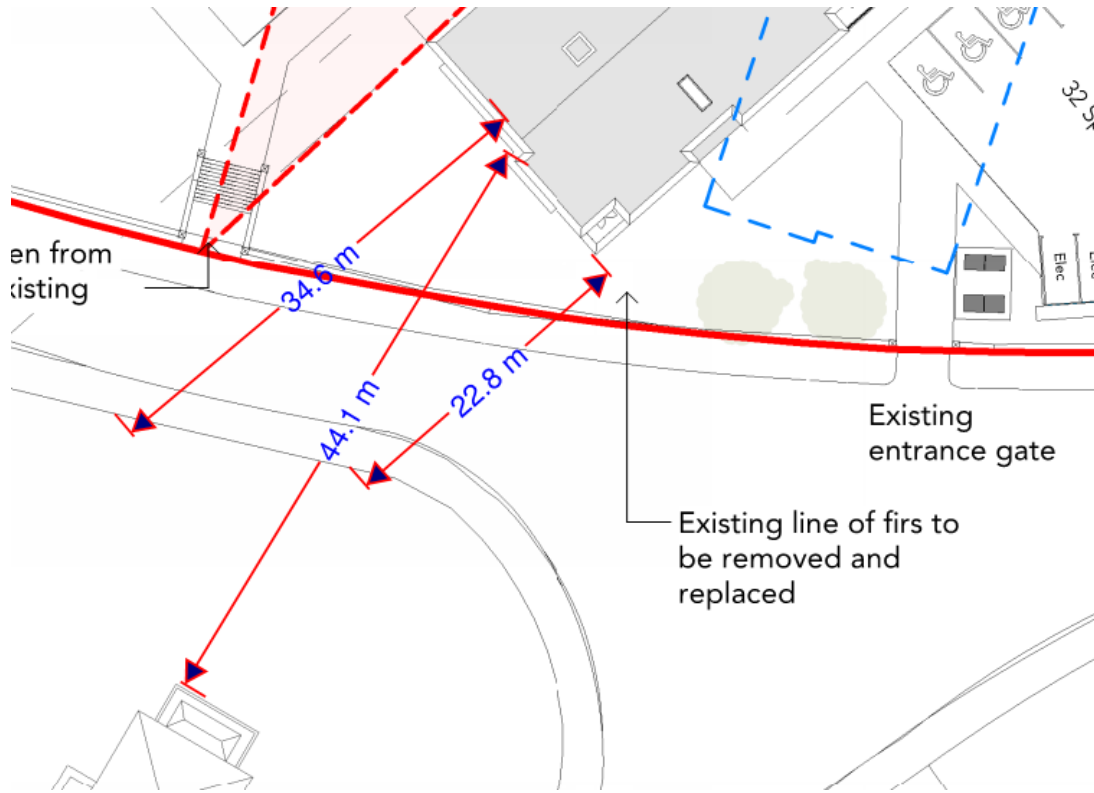 32
en from
xisting
34.6 m
Elec
44.1 m
22.8 m
Existing
entrance gate
Existing line of firs to
be removed and
replaced